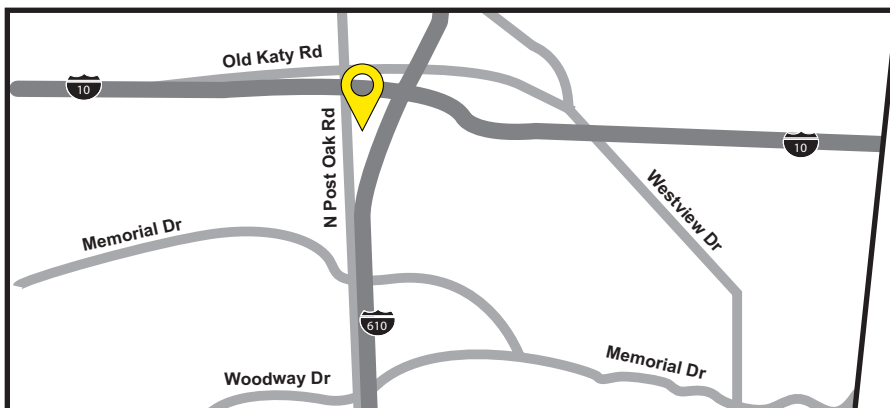 Old Katy Rd
10
N Post Oak Rd
10
Westview Dr
Memorial Dr
610
Memorial Dr
Woodway Dr